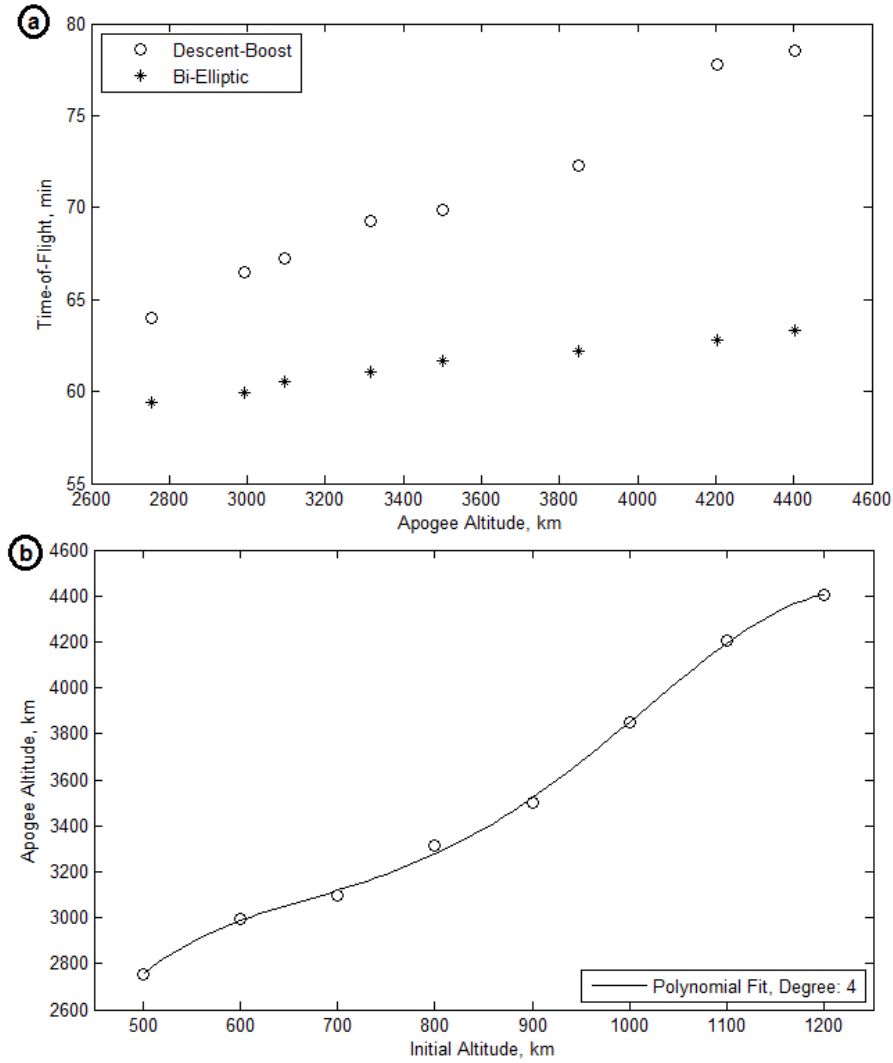 a
80
75
70
65
60
55
Time-of-Flight, min
Descent-Boost
Bi-Elliptic
2600 2800 3000 3200 3400 3600 3800 4000 4200 4400 4600
Apogee Altitude, km
b
4600
4400
4200
4000
3800
3600
3400
3200
3000
2800
2600
Apogee Altitude, km
Polynomial Fit, Degree: 4
500 600 700 800 900 1000 1100 1200
Initial Altitude, km